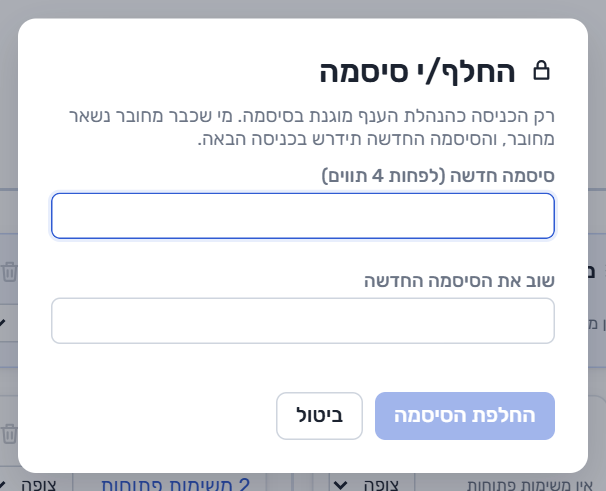 החלף/י סיסמה
רק הכניסה כהנהלת הענף מוגנת בסיסמה. מי שכבר מחובר נשאר
מחובר, והסיסמה החדשה תידרש בכניסה הבאה.
סיסמה חדשה (לפחות 4 תווים)
שוב את הסיסמה החדשה
החלפת הסיסמה
ביטול
אין משימות פתוחות
צופה
2 משימות פתוחות
צופה